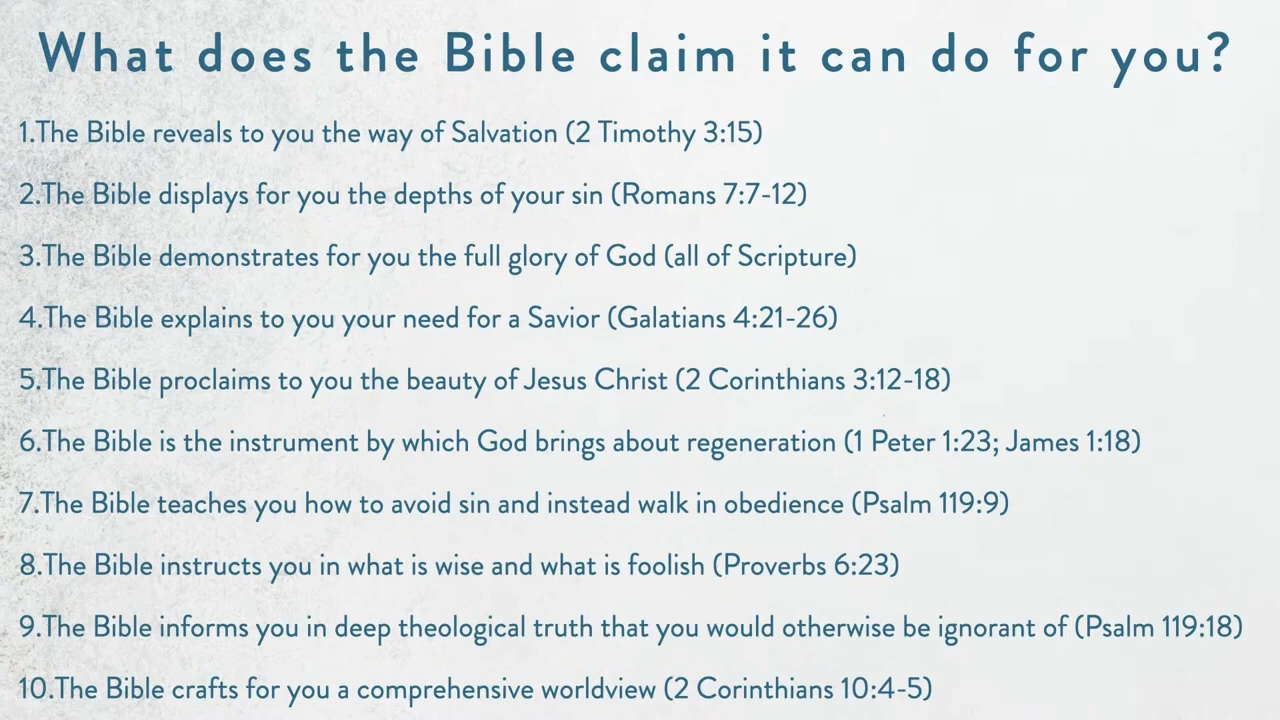 What does the Bible claim it can do for you?
1.The Bible reveals to you the way of Salvation (2 Timothy 3:15)
2.The Bible displays for you the depths of your sin (Romans 7:7-12)
3.The Bible demonstrates for you the full glory of God (all of Scripture)
4.The Bible explains to you your need for a Savior (Galatians 4:21-26)
5.The Bible proclaims to you the beauty of Jesus Christ (2 Corinthians 3:12-18)
6.The Bible is the instrument by which God brings about regeneration (1 Peter 1:23; James 1:18)
7.The Bible teaches you how to avoid sin and instead walk in obedience (Psalm 119:9)
8.The Bible instructs you in what is wise and what is foolish (Proverbs 6:23)
9.The Bible informs you in deep theological truth that you would otherwise be ignorant of (Psalm 119:18)
10.The Bible crafts for you a comprehensive worldview (2 Corinthians 10:4-5)